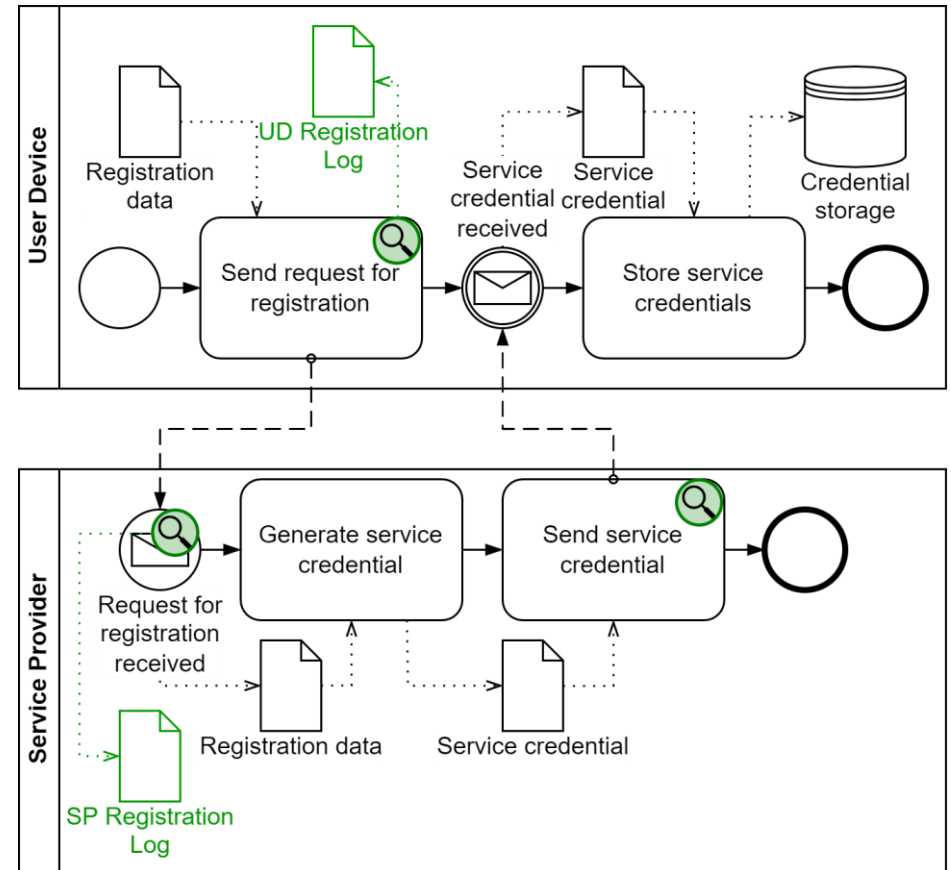 User Device
Registration
data
UD Registration
Log
Service
credential
received
Service
credential
Credential
storage
Send request for
registration
Store service
credentials
Service Provider
Generate service
credential
Send service
credential
Request for
registration
received
Registration data
Service credential
SP Registration
Log